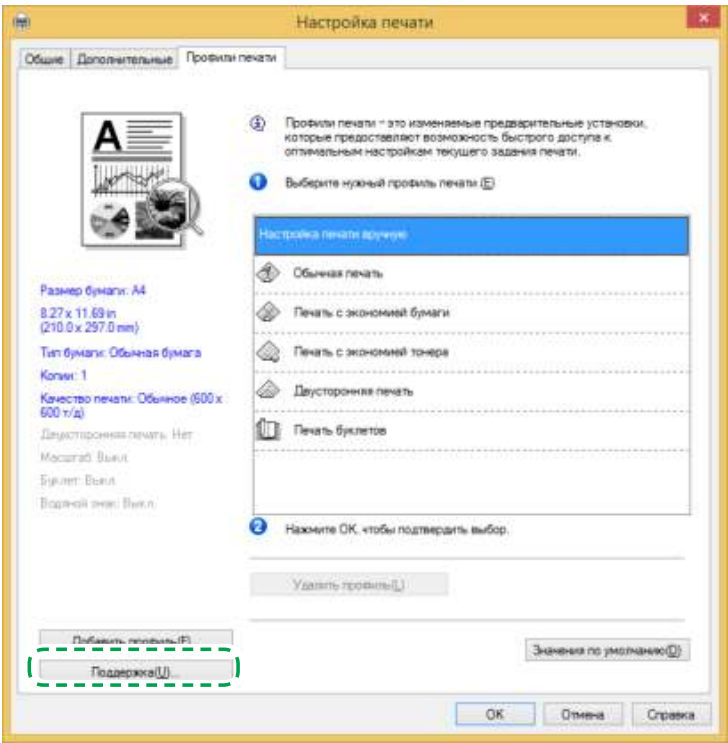 Настройка печати
Общие
Дополнительные
Профили печати
A
Профили печати - это изменяемые предварительные установки,
которые предоставляют возможность быстрого доступа к
оптимальным настройкам текущего задания печати.
1
Выберите нужный профиль печати (E)
Настройка печати вручную
Обычная печать
Печать с экономией бумаги
Печать с экономией тонера
Двусторонняя печать
Печать буклетов
Размер бумаги: A4
8.27 x 11.69 in
(210.0 x 297.0 mm)
Тип бумаги: Обычная бумага
Копии: 1
Качество печати: Обычное (600 x
600 т/д)
Двусторонняя печать: Нет
Масштаб: Выкл.
Буклет: Выкл.
Водяной знак: Выкл.
2
Нажмите OK, чтобы подтвердить выбор.
Удалить профиль(L)
Добавить профиль(F)...
Поддержка(U)...
Значения по умолчанию(D)
OK
Отмена
Справка